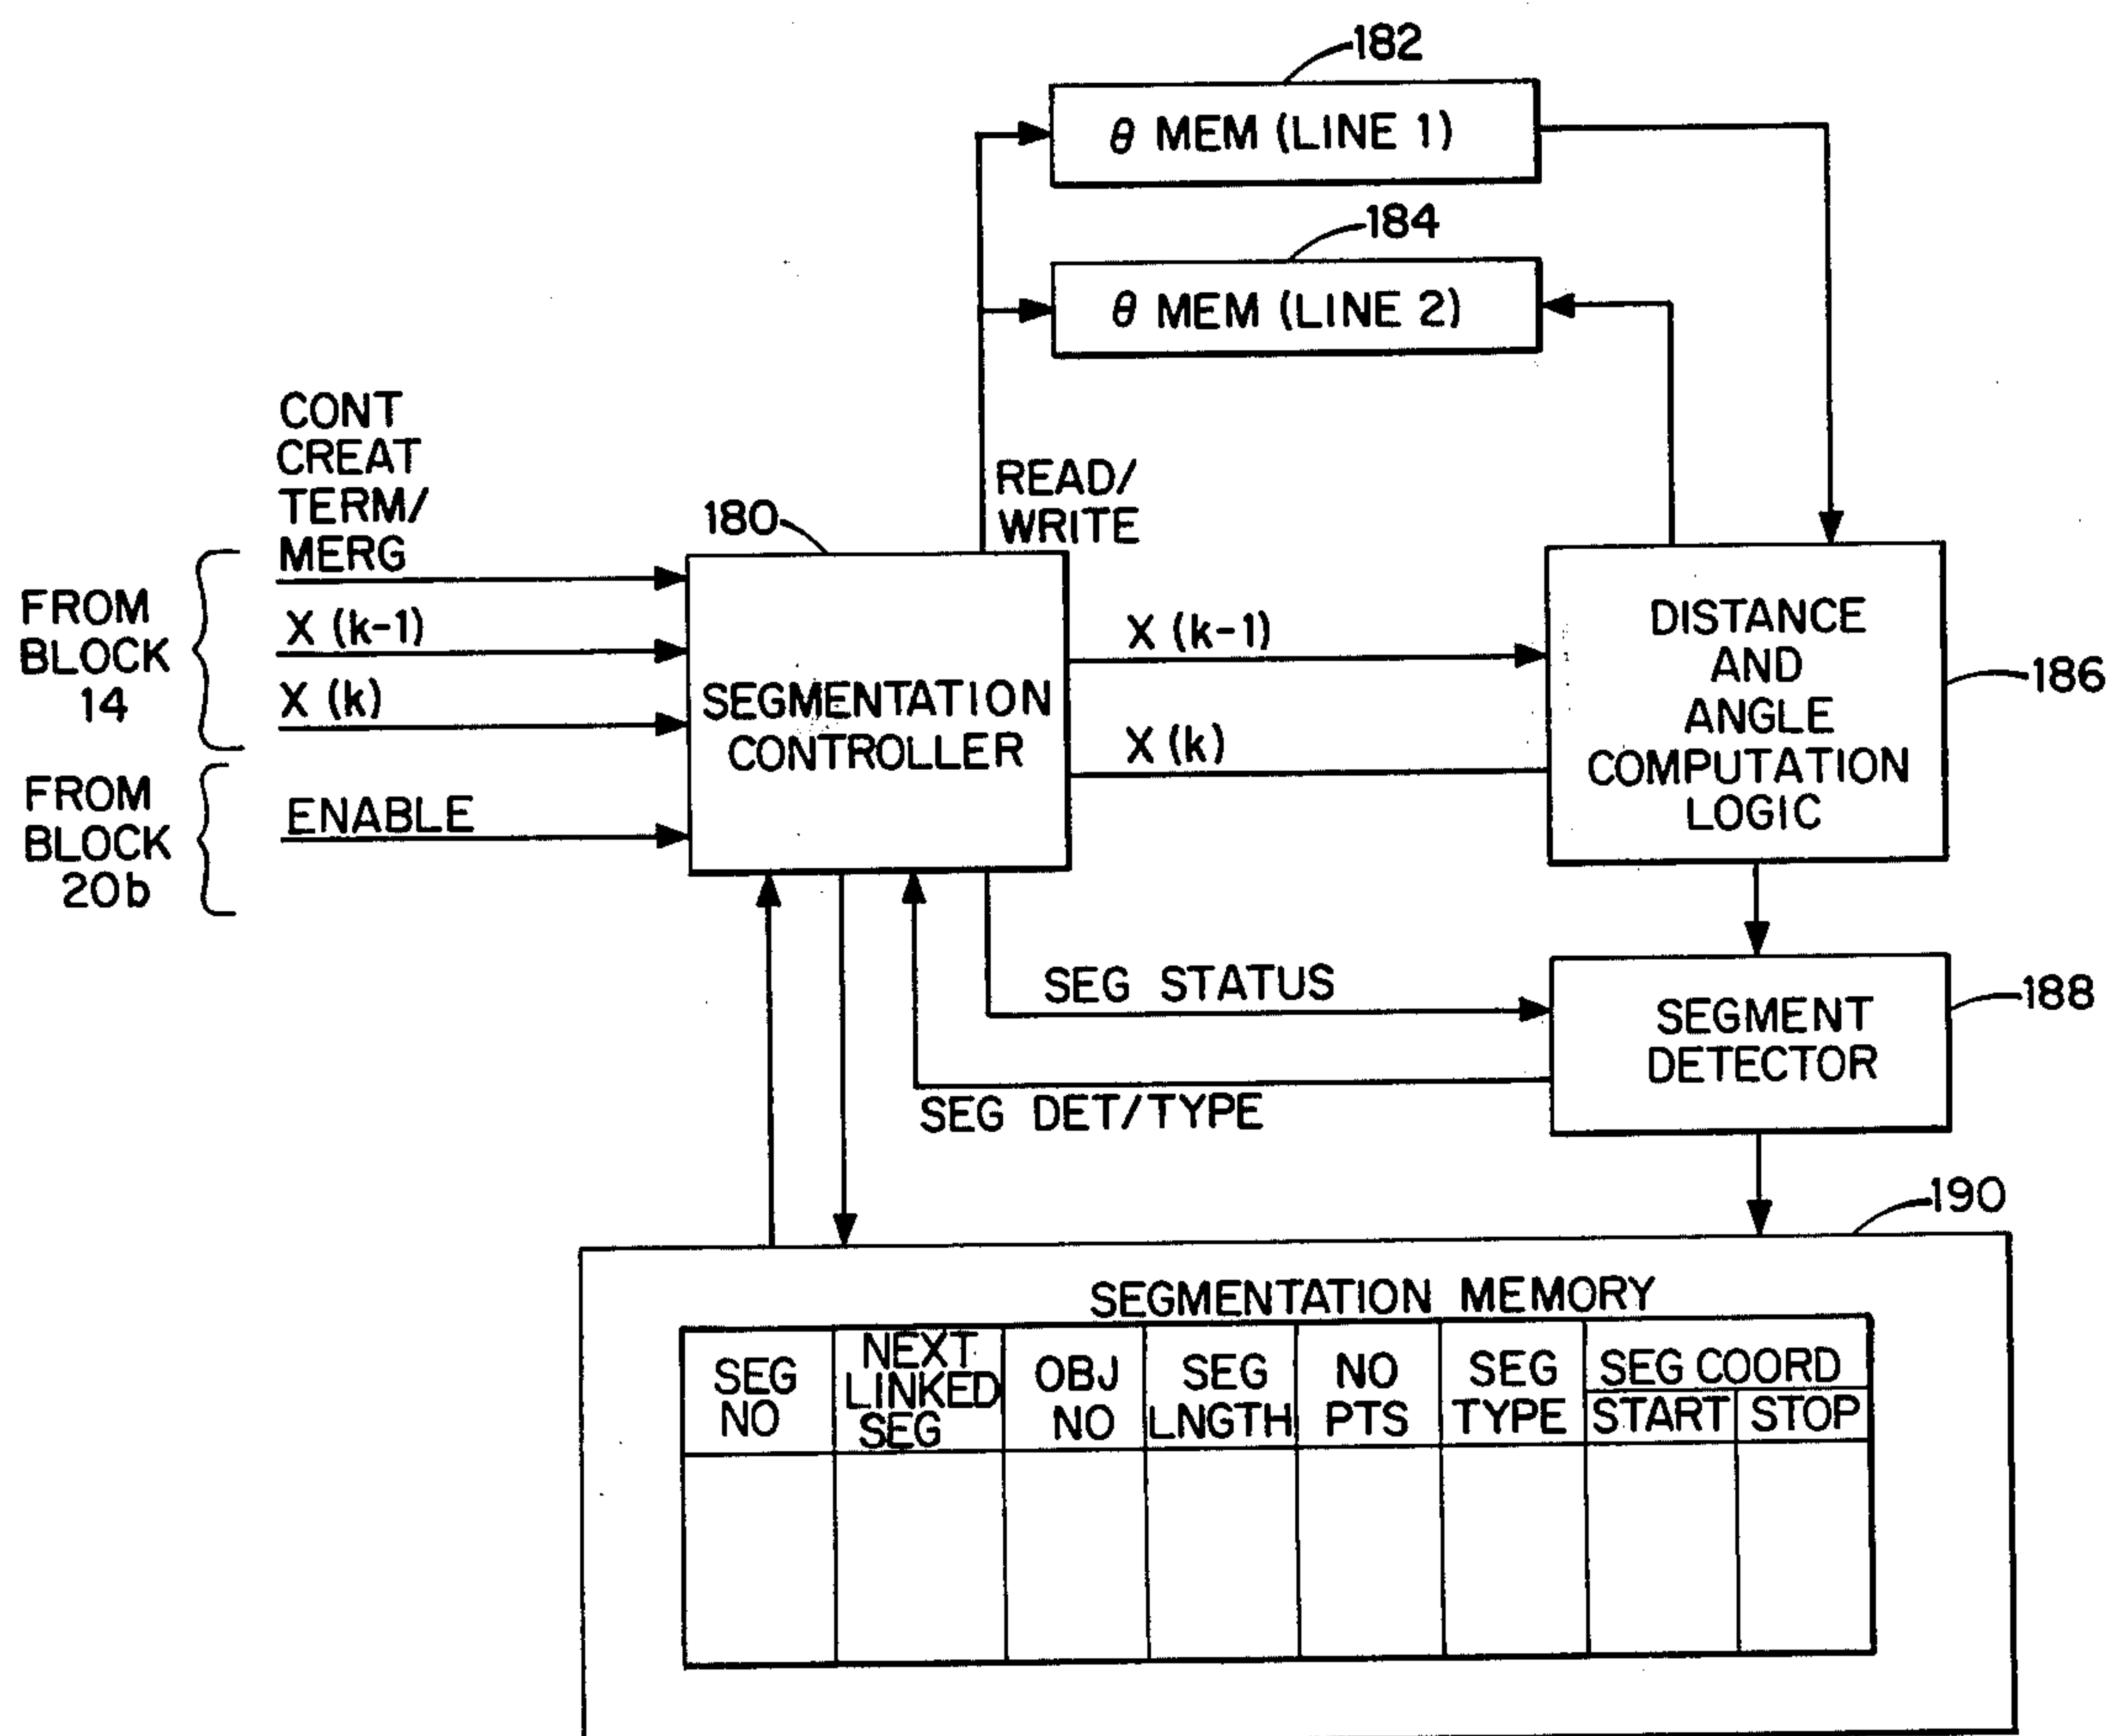 182
θ MEM (LINE 1)
184
θ MEM (LINE 2)
CONT
CREAT
TERM/
MERG
READ/
WRITE
180
FROM
BLOCK
14
X (k-1)
X (k)
SEGMENTATION
CONTROLLER
X (k-1)
X (k)
DISTANCE
AND
ANGLE
COMPUTATION
LOGIC
186
FROM
BLOCK
20b
ENABLE
SEG STATUS
SEG DET/TYPE
SEGMENT
DETECTOR
188
190
SEGMENTATION MEMORY
SEG
NO
NEXT
LINKED
SEG
OBJ
NO
SEG
LNGTH
NO
PTS
SEG
TYPE
SEG COORD
START
STOP